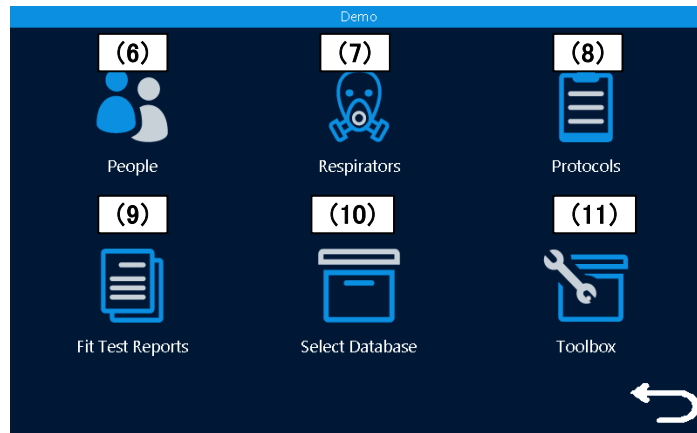 Demo
(6) (7) (8)
People Respirators Protocols
(9) (10) (11)
Fit Test Reports Select Database Toolbox